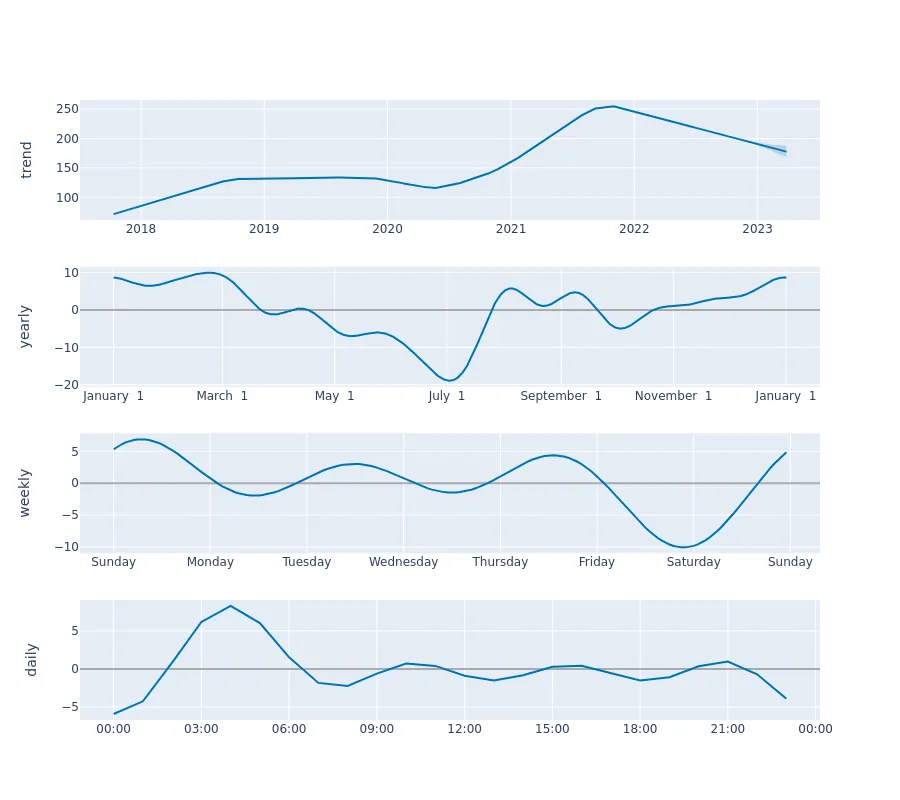 trend
250
200
150
100
2018 2019 2020 2021 2022 2023
yearly
10
0
−10
−20
January 1 March 1 May 1 July 1 September 1 November 1 January 1
weekly
5
0
−5
−10
Sunday Monday Tuesday Wednesday Thursday Friday Saturday Sunday
daily
5
0
−5
00:00 03:00 06:00 09:00 12:00 15:00 18:00 21:00 00:00